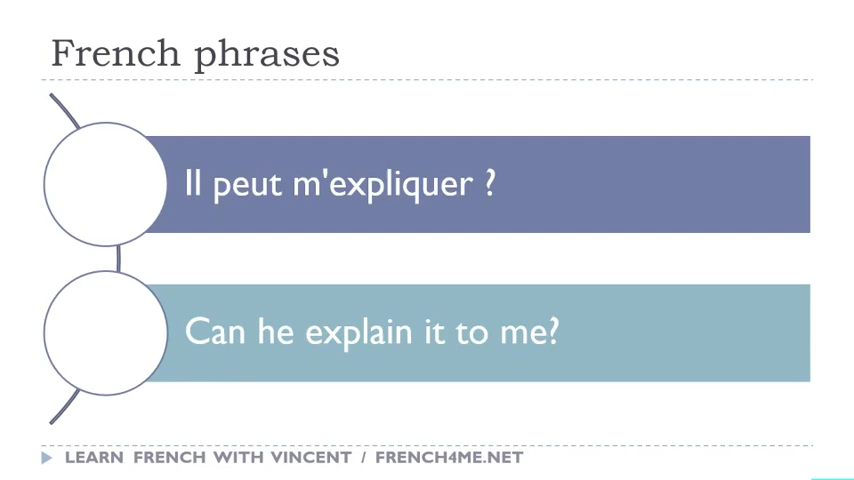 French phrases
Il peut m'expliquer ?
Can he explain it to me?
LEARN FRENCH WITH VINCENT / FRENCH4ME.NET